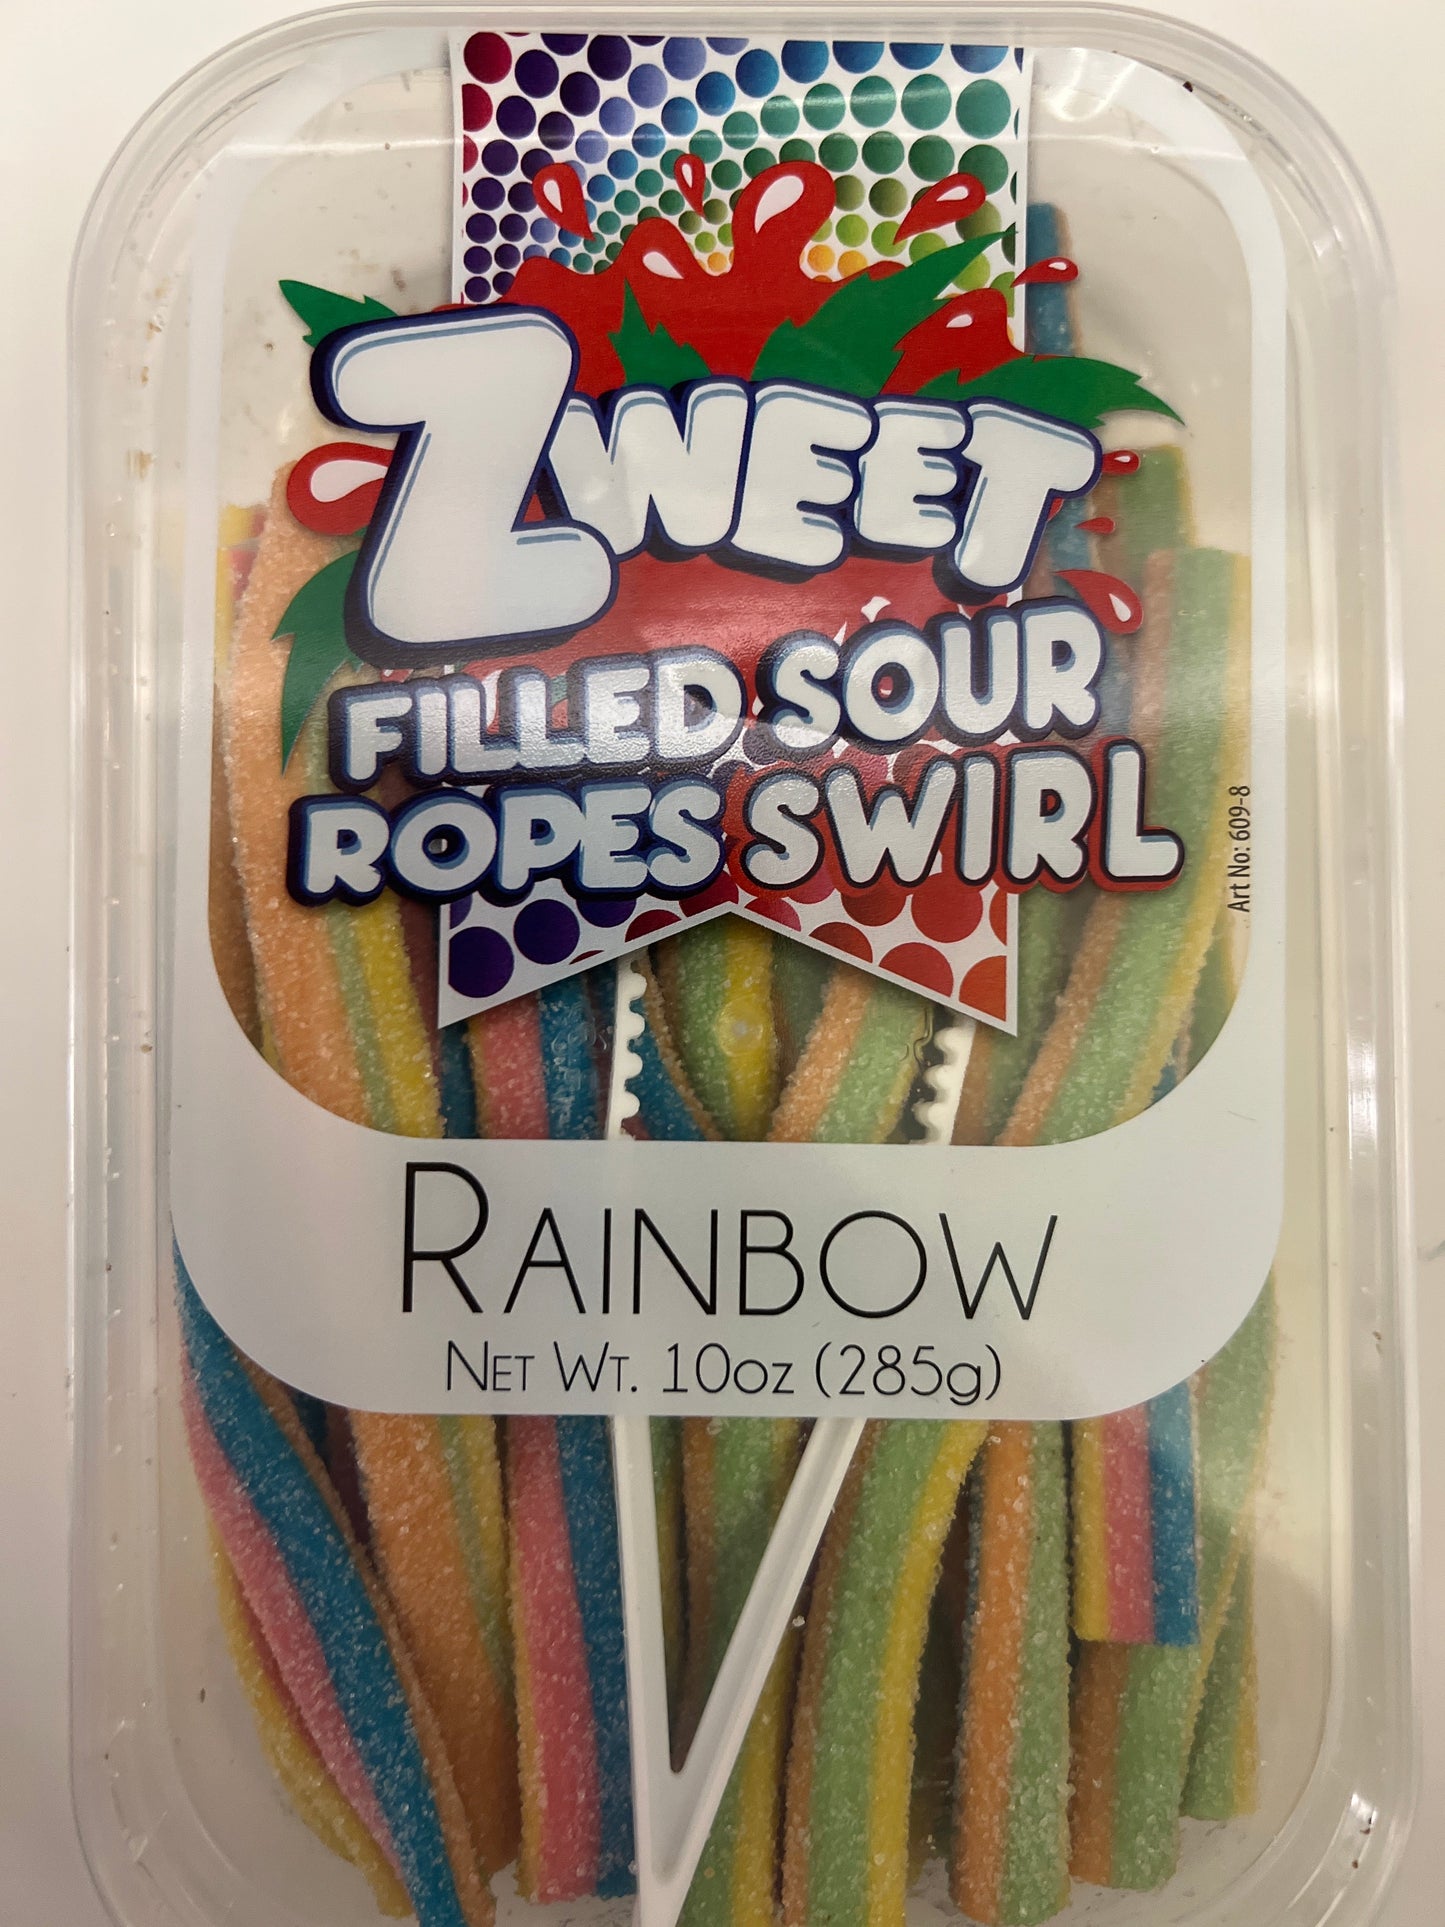 ZWEET
FILLED SOUR
ROPES SWIRL
Art No: 609-8
RAINBOW
NET WT. 10oz (285g)